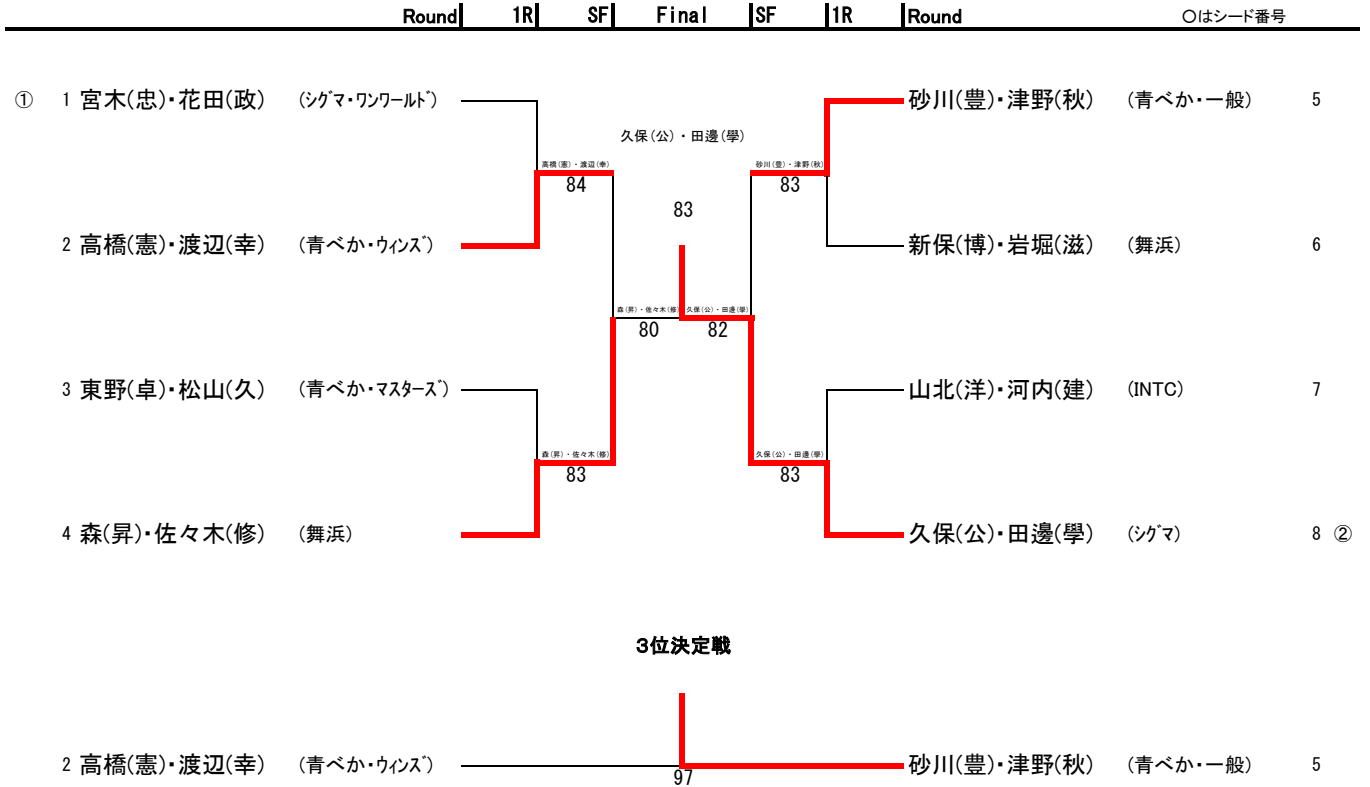 Round 1R SF Final SF 1R Round 〇はシード番号
① 1 宮木(忠)・花田(政) (シグマ・ワンワールド) 砂川(豊)・津野(秋) (青べか・一般) 5
久保(公)・田邊(學)
高橋(憲)・渡辺(幸) 砂川(豊)・津野(秋)
84 83
83
2 高橋(憲)・渡辺(幸) (青べか・ウィンズ) 新保(博)・岩堀(滋) (舞浜) 6
森(昇)・佐々木(修) 久保(公)・田邊(學)
80 82
3 東野(卓)・松山(久) (青べか・マスターズ) 山北(洋)・河内(建) (INTC) 7
森(昇)・佐々木(修) 久保(公)・田邊(學)
83 83
4 森(昇)・佐々木(修) (舞浜) 久保(公)・田邊(學) (シグマ) 8 ②
3位決定戦
2 高橋(憲)・渡辺(幸) (青べか・ウィンズ) 砂川(豊)・津野(秋) (青べか・一般) 5
97